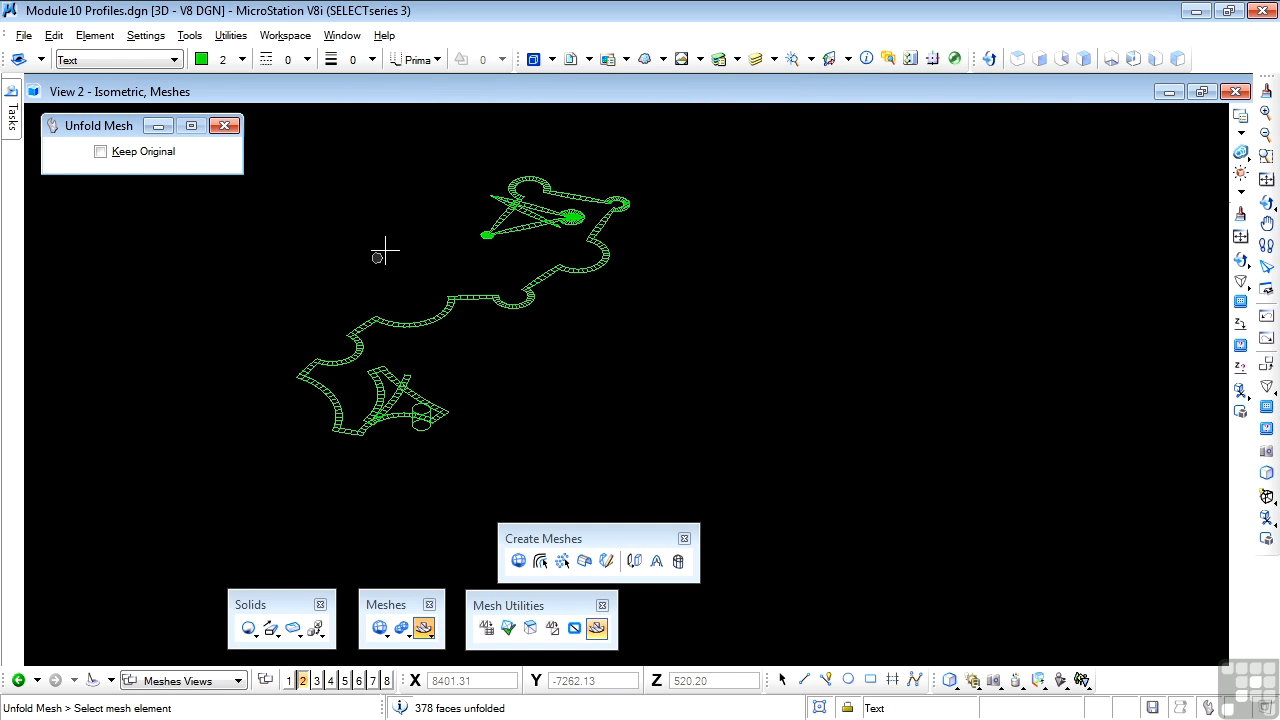 Module 10 Profiles.dgn [3D - V8 DGN] - MicroStation V8i (SELECTseries 3)
File Edit Element Settings Tools Utilities Workspace Window Help
Text 2 0 0 Prima 0
Tasks
View 2 - Isometric, Meshes
Unfold Mesh
Keep Original
Create Meshes
Solids
Meshes
Mesh Utilities
Meshes Views 1 2 3 4 5 6 7 8 X 8401.31 Y -7262.13 Z 520.20
Unfold Mesh > Select mesh element 378 faces unfolded Text